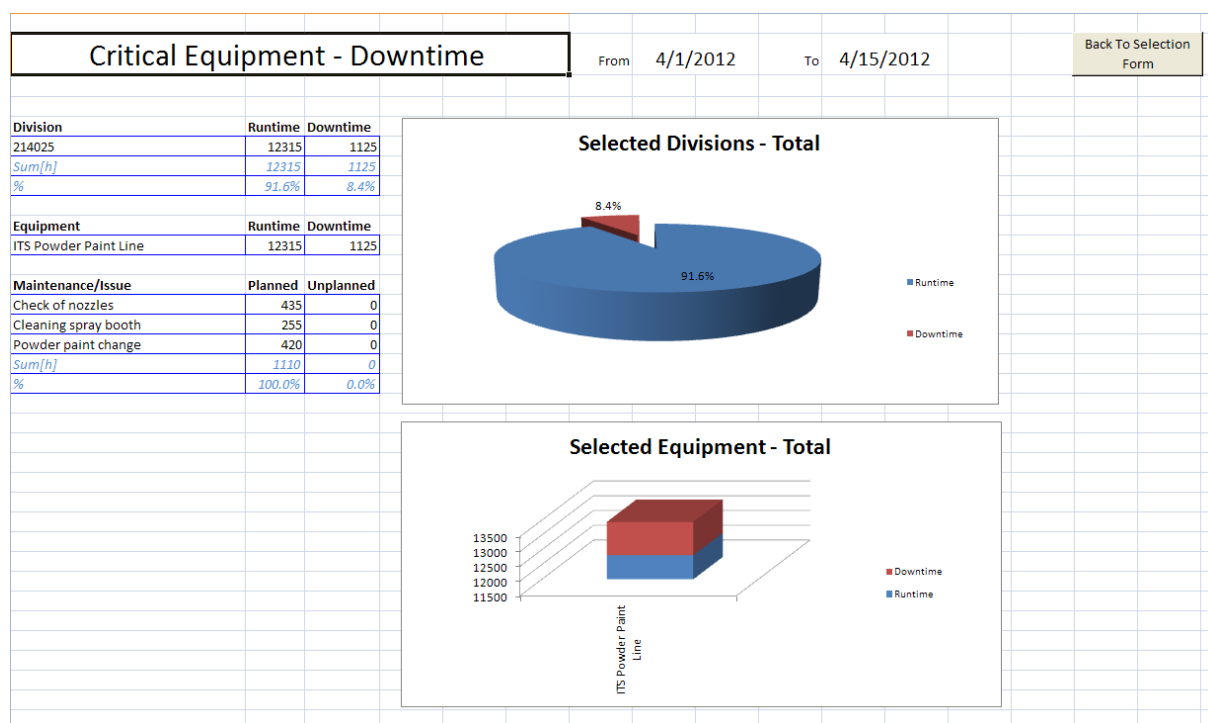 Critical Equipment - Downtime
From 4/1/2012 To 4/15/2012
Back To Selection
Form
Division Runtime Downtime
214025 12315 1125
Sum[h] 12315 1125
% 91.6% 8.4%
Equipment Runtime Downtime
ITS Powder Paint Line 12315 1125
Maintenance/Issue Planned Unplanned
Check of nozzles 435 0
Cleaning spray booth 255 0
Powder paint change 420 0
Sum[h] 1110 0
% 100.0% 0.0%
Selected Divisions - Total
8.4%
91.6%
Runtime
Downtime
Selected Equipment - Total
13500
13000
12500
12000
11500
ITS Powder Paint
Line
Downtime
Runtime